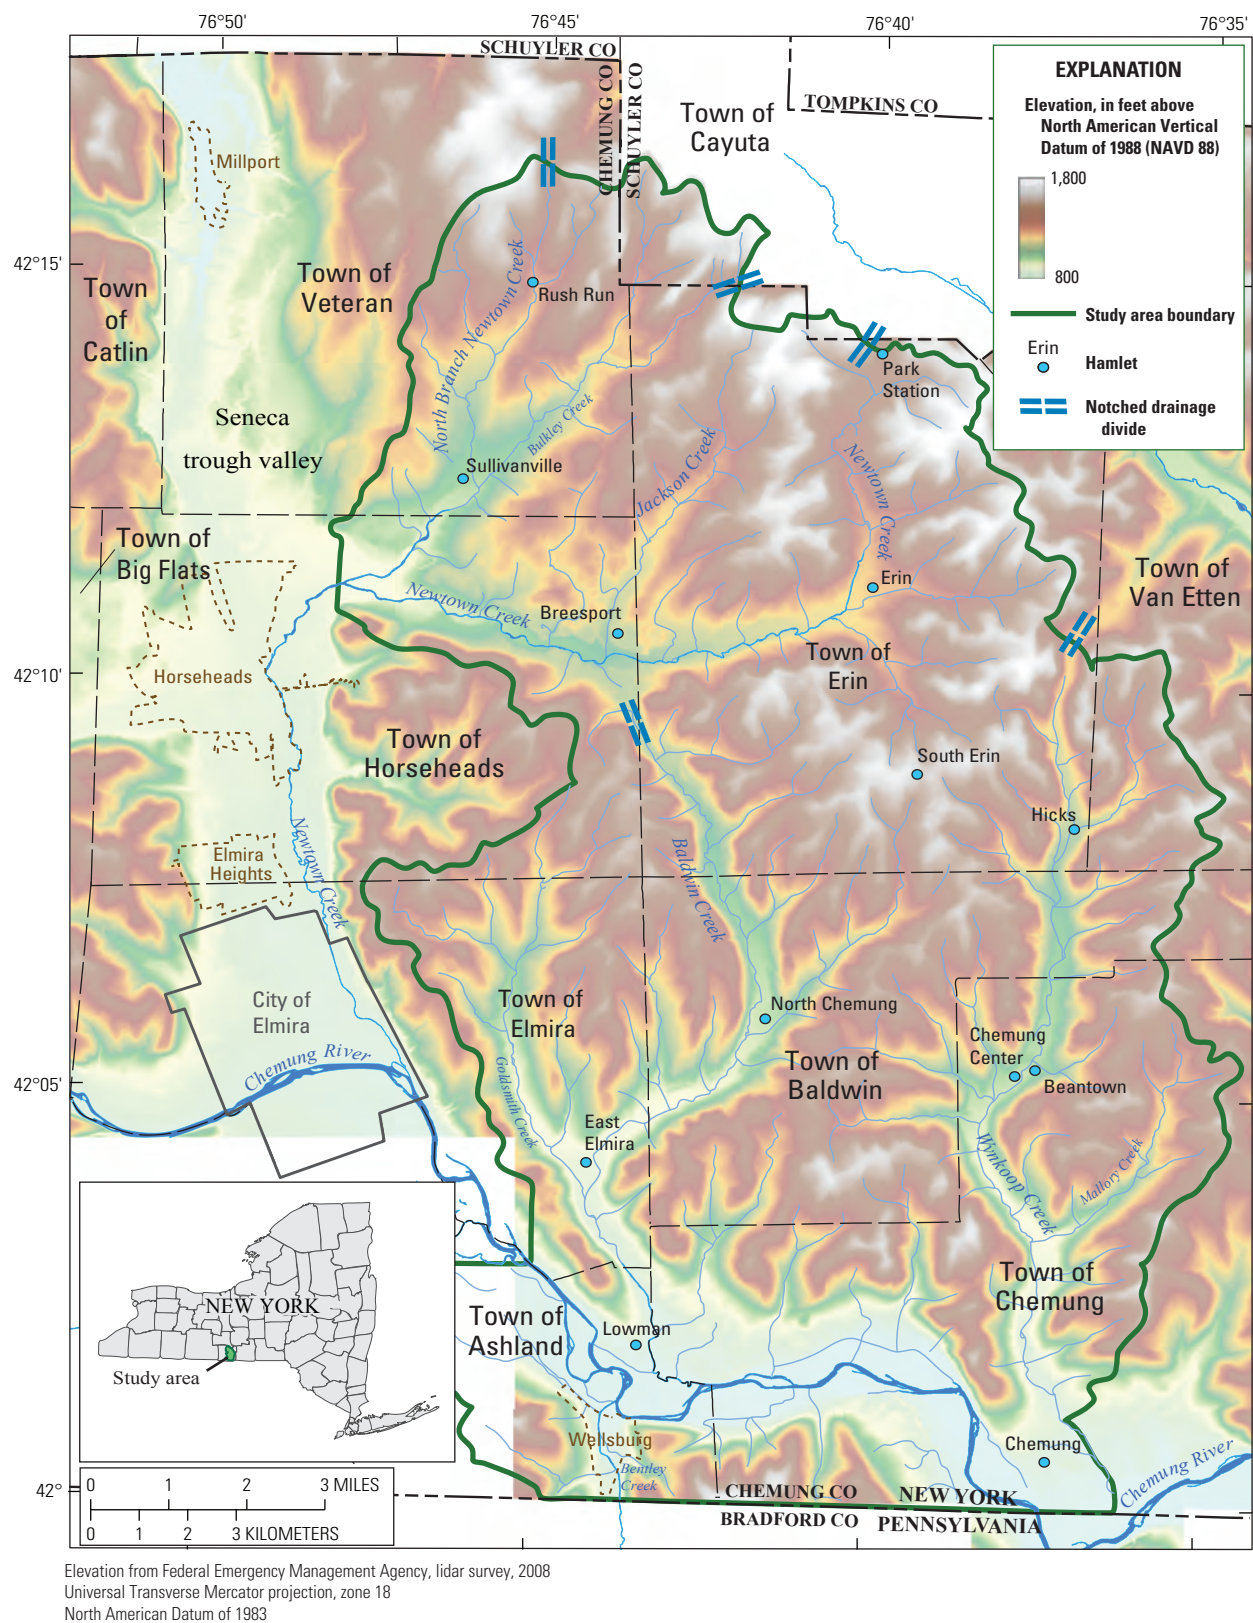 76°50'
76°45'
76°40'
76°35'
SCHUYLER CO
CHEMUNG CO
SCHUYLER CO
TOMPKINS CO
Town of
Cayuta
EXPLANATION
Elevation, in feet above
North American Vertical
Datum of 1988 (NAVD 88)
1,800
800
Study area boundary
Erin
Hamlet
Notched drainage
divide
Millport
42°15'
Town
of
Catlin
Town of
Veteran
North Branch Newtown Creek
Rush Run
Park
Station
Seneca
trough valley
Bulkley Creek
Sullivanville
Jackson Creek
Newtown Creek
Town of
Big Flats
Newtown Creek
Breesport
Erin
Town of
Van Etten
Town of
Erin
42°10'
Horseheads
Town of
Horseheads
South Erin
Hicks
Elmira
Heights
Newtown Creek
Baldwin Creek
City of
Elmira
Town of
Elmira
North Chemung
Chemung
Center
Beantown
Town of
Baldwin
42°05'
Chemung River
Goldsmith Creek
East
Elmira
Wynkoop Creek
Mallory Creek
NEW YORK
Study area
Town of
Ashland
Lowman
Town of
Chemung
Wellsburg
Bentley
Creek
Chemung
Chemung River
42°
0 1 2 3 MILES
0 1 2 3 KILOMETERS
CHEMUNG CO
NEW YORK
BRADFORD CO
PENNSYLVANIA
Elevation from Federal Emergency Management Agency, lidar survey, 2008
Universal Transverse Mercator projection, zone 18
North American Datum of 1983